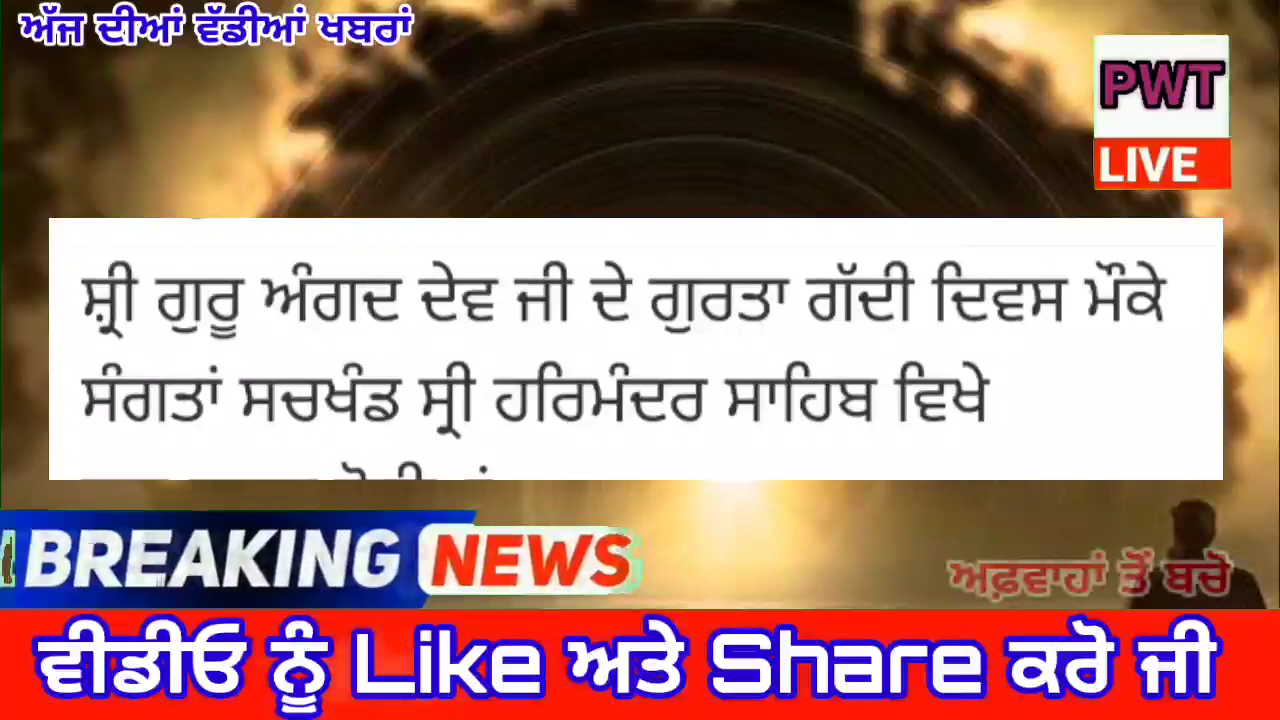 ਅੱਜ ਦੀਆਂ ਵੱਡੀਆਂ ਖਬਰਾਂ
PWT
LIVE
ਸ਼੍ਰੀ ਗੁਰੂ ਅੰਗਦ ਦੇਵ ਜੀ ਦੇ ਗੁਰਤਾ ਗੱਦੀ ਦਿਵਸ ਮੌਕੇ
ਸੰਗਤਾਂ ਸਚਖੰਡ ਸ੍ਰੀ ਹਰਿਮੰਦਰ ਸਾਹਿਬ ਵਿਖੇ
BREAKING NEWS
ਅਫ਼ਵਾਹਾਂ ਤੋਂ ਬਚੋ
ਵੀਡੀਓ ਨੂੰ Like ਅਤੇ Share ਕਰੋ ਜੀ